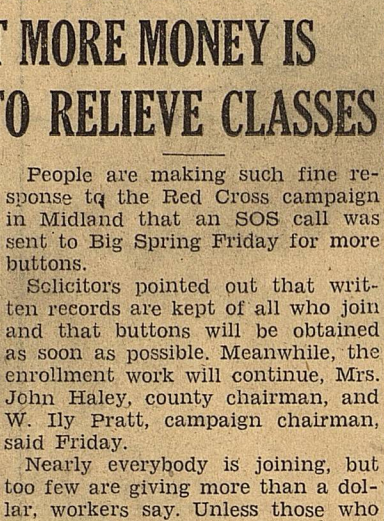 T MORE MONEY IS
TO RELIEVE CLASSES
People are making such fine re-
sponse to the Red Cross campaign
in Midland that an SOS call was
sent to Big Spring Friday for more
buttons.
Solicitors pointed out that writ-
ten records are kept of all who join
and that buttons will be obtained
as soon as possible. Meanwhile, the
enrollment work will continue, Mrs.
John Haley, county chairman, and
W. Ily Pratt, campaign chairman,
said Friday.
Nearly everybody is joining, but
too few are giving more than a dol-
lar, workers say. Unless those who